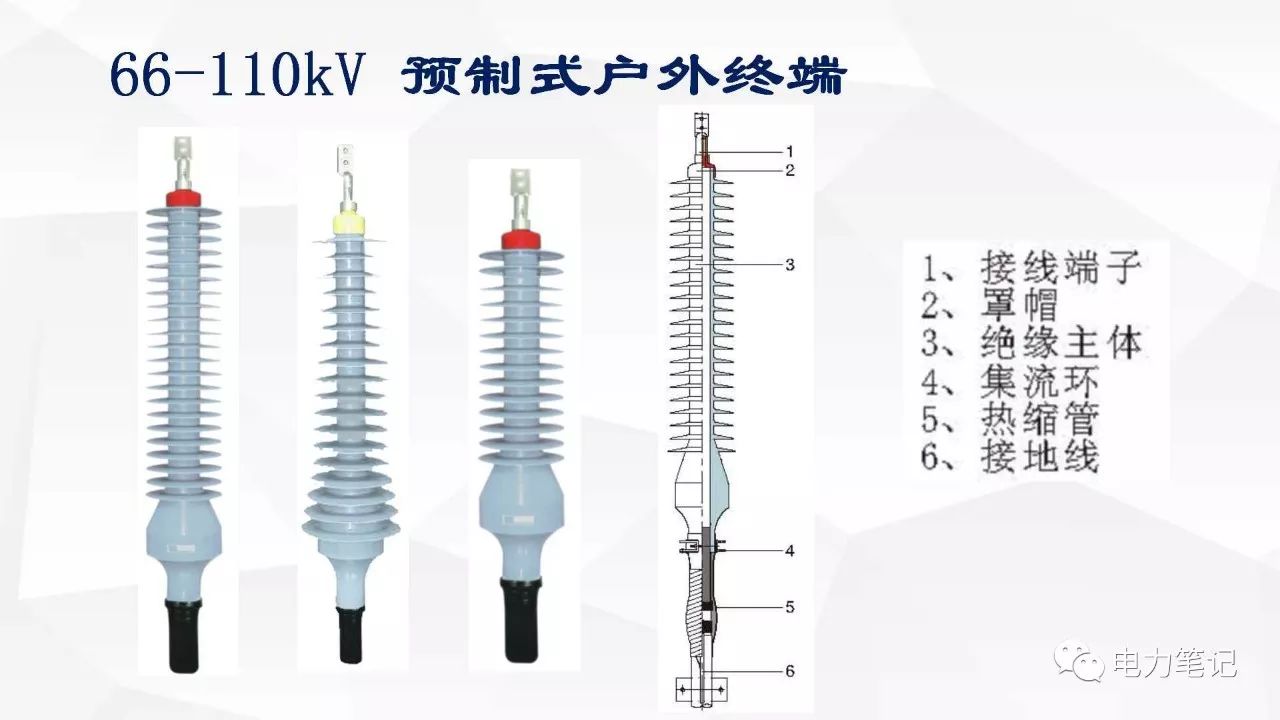 66-110kV 预制式户外终端
1
2
3
4
5
6
1、接线端子
2、罩帽
3、绝缘主体
4、集流环
5、热缩管
6、接地线
电力笔记